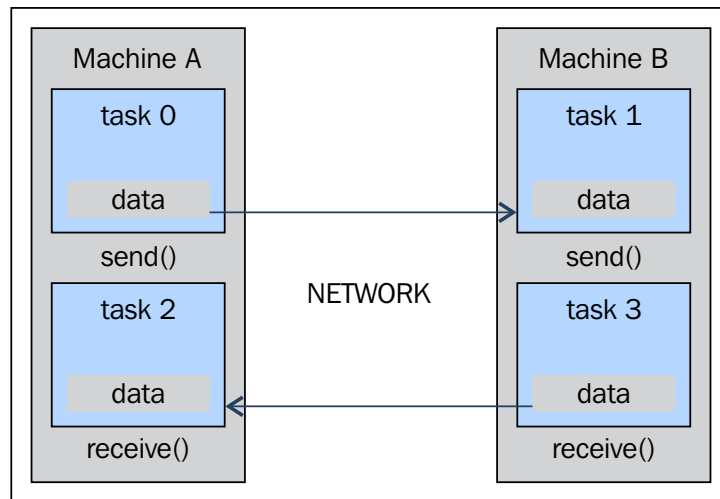 Machine A
task 0
data
send()
task 2
data
receive()
NETWORK
Machine B
task 1
data
send()
task 3
data
receive()